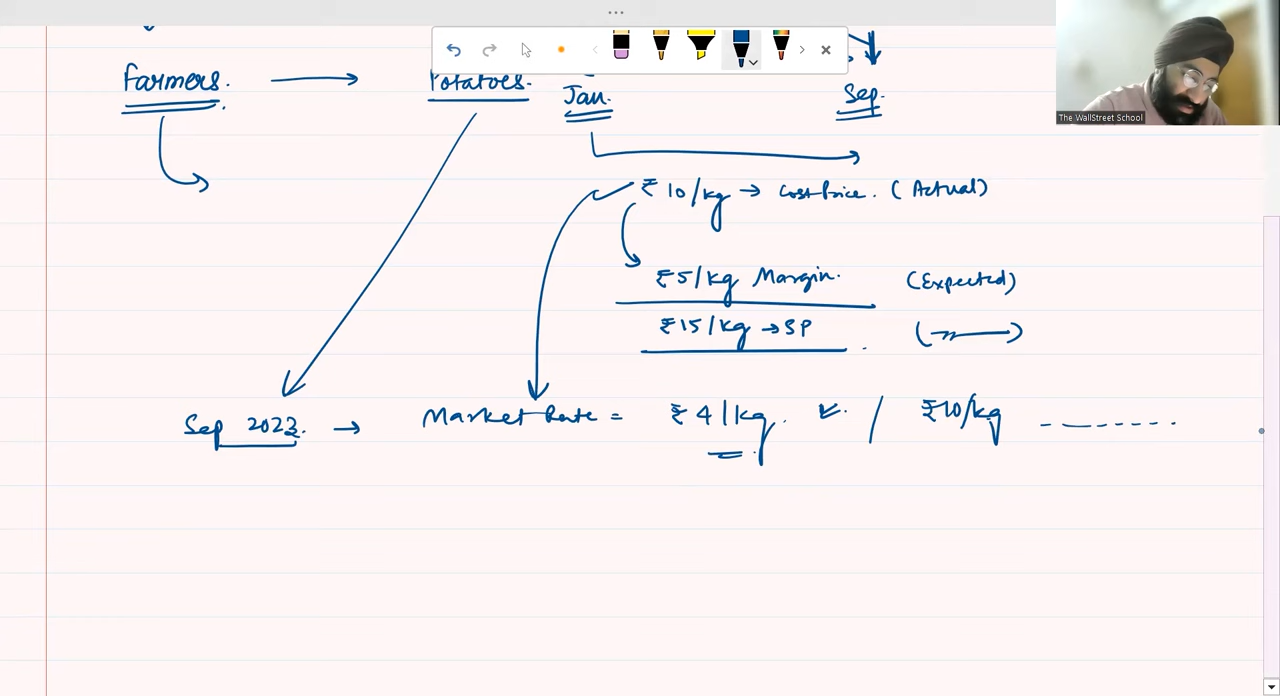 Farmers. → Potatoes. Jan. Sep.
₹10/kg → Cost Price. (Actual)
₹5/kg Margin. (Expected)
₹15/kg → SP
Sep 2022. → Market Rate = ₹4/kg. / ₹10/kg
The WallStreet School